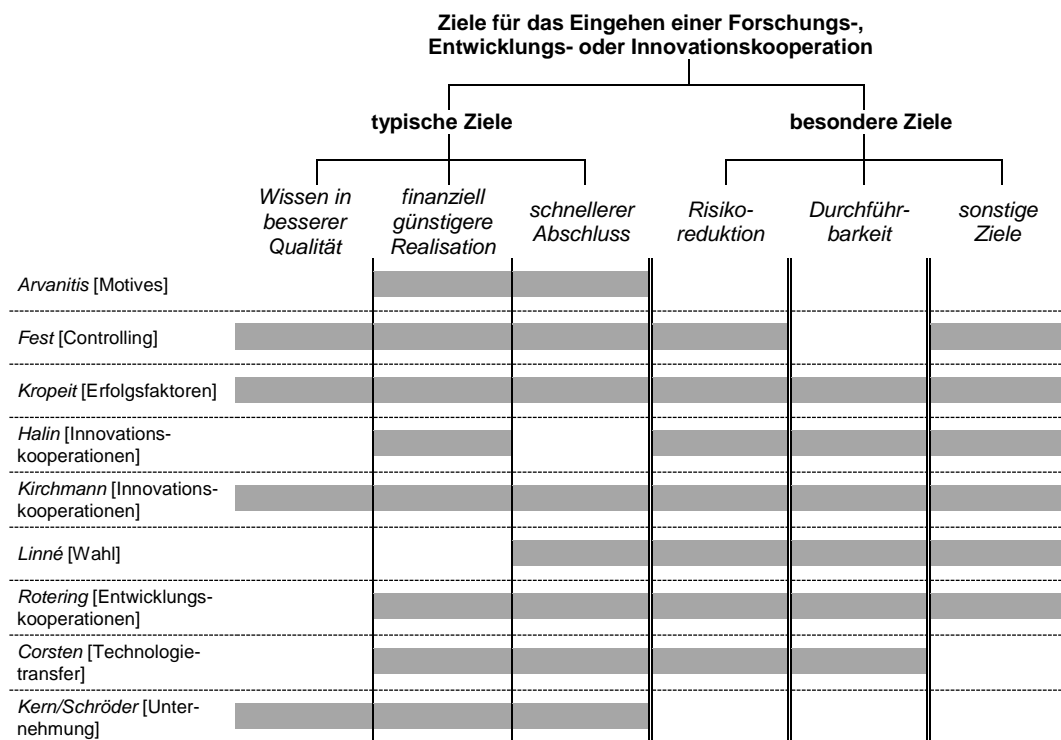 Ziele für das Eingehen einer Forschungs-,
Entwicklungs- oder Innovationskooperation
typische Ziele
besondere Ziele
Wissen in
besserer
Qualität
finanziell
günstigere
Realisation
schnellerer
Abschluss
Risiko-
reduktion
Durchführ-
barkeit
sonstige
Ziele
Arvanitis [Motives]
Fest [Controlling]
Kropeit [Erfolgsfaktoren]
Halin [Innovations-
kooperationen]
Kirchmann [Innovations-
kooperationen]
Linné [Wahl]
Rotering [Entwicklungs-
kooperationen]
Corsten [Technologie-
transfer]
Kern/Schröder [Unter-
nehmung]